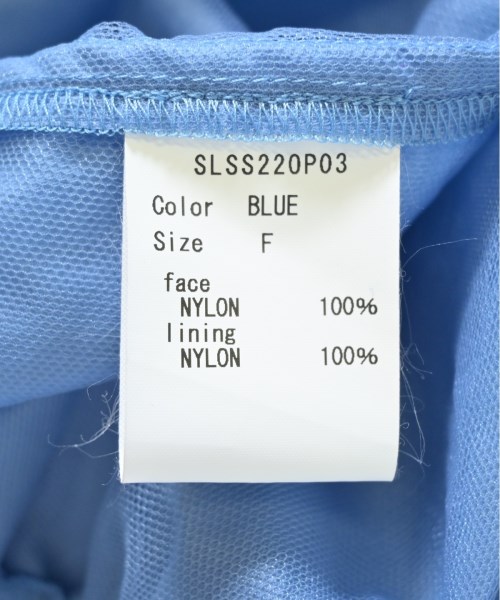 SLSS220P03
Color BLUE
Size F
face
NYLON 100%
lining
NYLON 100%